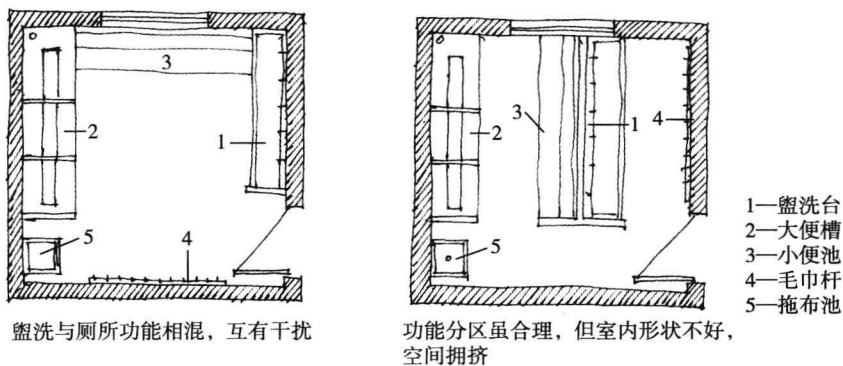 3
2
1
4
5
3
2
1
4
5
1—盥洗台
2—大便槽
3—小便池
4—毛巾杆
5—拖布池
盥洗与厕所功能相混，互有干扰
功能分区虽合理，但室内形状不好，
空间拥挤